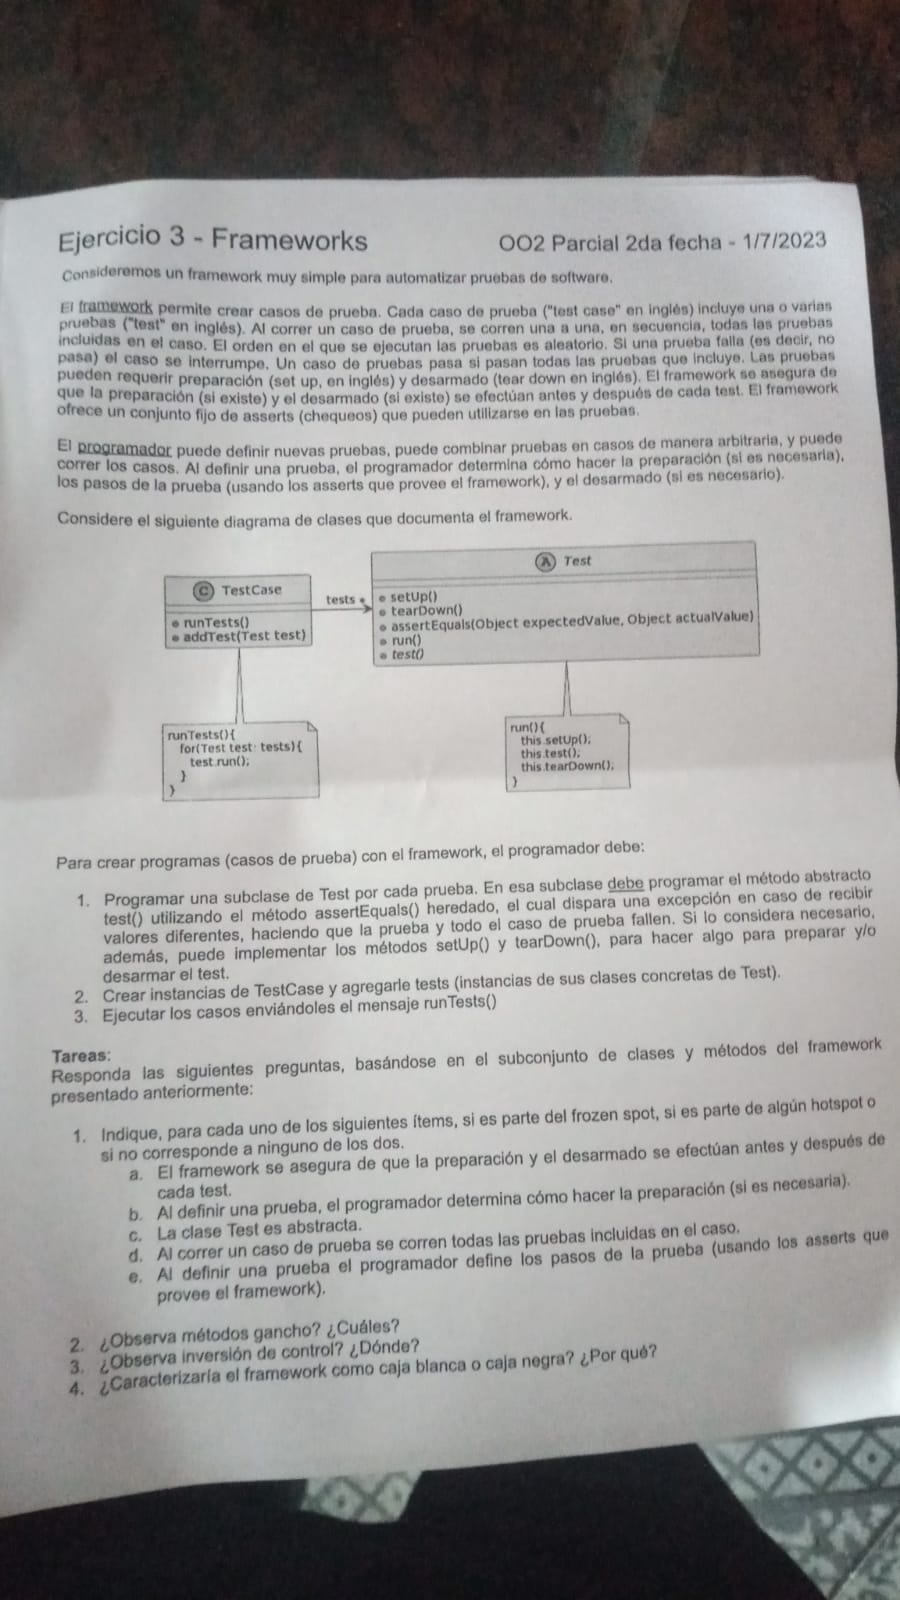 Ejercicio 3 - Frameworks
OO2 Parcial 2da fecha - 1/7/2023
Consideremos un framework muy simple para automatizar pruebas de software.
El framework permite crear casos de prueba. Cada caso de prueba ("test case" en inglés) incluye una o varias
pruebas ("test" en inglés). Al correr un caso de prueba, se corren una a una, en secuencia, todas las pruebas
incluidas en el caso. El orden en el que se ejecutan las pruebas es aleatorio. Si una prueba falla (es decir, no
pasa) el caso se interrumpe. Un caso de pruebas pasa si pasan todas las pruebas que incluye. Las pruebas
pueden requerir preparación (set up, en inglés) y desarmado (tear down en inglés). El framework se asegura de
que la preparación (si existe) y el desarmado (si existe) se efectúan antes y después de cada test. El framework
ofrece un conjunto fijo de asserts (chequeos) que pueden utilizarse en las pruebas.
El programador puede definir nuevas pruebas, puede combinar pruebas en casos de manera arbitraria, y puede
correr los casos. Al definir una prueba, el programador determina cómo hacer la preparación (si es necesaria),
los pasos de la prueba (usando los asserts que provee el framework), y el desarmado (si es necesario).
Considere el siguiente diagrama de clases que documenta el framework.
C TestCase
runTests()
addTest(Test test)
tests *
A Test
setUp()
tearDown()
assertEquals(Object expectedValue, Object actualValue)
run()
test()
runTests(){
for(Test test: tests){
test.run();
}
}
run(){
this.setUp();
this.test();
this.tearDown();
}
Para crear programas (casos de prueba) con el framework, el programador debe:
1. Programar una subclase de Test por cada prueba. En esa subclase debe programar el método abstracto
test() utilizando el método assertEquals() heredado, el cual dispara una excepción en caso de recibir
valores diferentes, haciendo que la prueba y todo el caso de prueba fallen. Si lo considera necesario,
además, puede implementar los métodos setUp() y tearDown(), para hacer algo para preparar y/o
desarmar el test.
2. Crear instancias de TestCase y agregarle tests (instancias de sus clases concretas de Test).
3. Ejecutar los casos enviándoles el mensaje runTests()
Tareas:
Responda las siguientes preguntas, basándose en el subconjunto de clases y métodos del framework
presentado anteriormente:
1. Indique, para cada uno de los siguientes ítems, si es parte del frozen spot, si es parte de algún hotspot o
si no corresponde a ninguno de los dos.
a. El framework se asegura de que la preparación y el desarmado se efectúan antes y después de
cada test.
b. Al definir una prueba, el programador determina cómo hacer la preparación (si es necesaria).
c. La clase Test es abstracta.
d. Al correr un caso de prueba se corren todas las pruebas incluidas en el caso.
e. Al definir una prueba el programador define los pasos de la prueba (usando los asserts que
provee el framework).
2. ¿Observa métodos gancho? ¿Cuáles?
3. ¿Observa inversión de control? ¿Dónde?
4. ¿Caracterizaría el framework como caja blanca o caja negra? ¿Por qué?